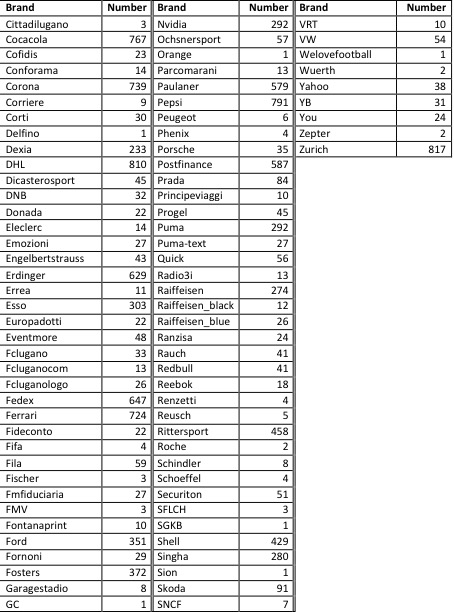 Brand Number Brand Number Brand Number
Cittadilugano 3 Nvidia 292 VRT 10
Cocacola 767 Ochsnersport 57 VW 54
Cofidis 23 Orange 1 Welovefootball 1
Conforama 14 Parcomarani 13 Wuerth 2
Corona 739 Paulaner 579 Yahoo 38
Corriere 9 Pepsi 791 YB 31
Corti 30 Peugeot 6 You 24
Delfino 1 Phenix 4 Zepter 2
Dexia 233 Porsche 35 Zurich 817
DHL 810 Postfinance 587
Dicasterosport 45 Prada 84
DNB 32 Principeviaggi 10
Donada 22 Progel 45
Eleclerc 14 Puma 292
Emozioni 27 Puma-text 27
Engelbertstrauss 43 Quick 56
Erdinger 629 Radio3i 13
Errea 11 Raiffeisen 274
Esso 303 Raiffeisen_black 12
Europadotti 22 Raiffeisen_blue 26
Eventmore 48 Ranzisa 24
Fclugano 33 Rauch 41
Fcluganocom 13 Redbull 41
Fcluganologo 26 Reebok 18
Fedex 647 Renzetti 4
Ferrari 724 Reusch 5
Fideconto 22 Rittersport 458
Fifa 4 Roche 2
Fila 59 Schindler 8
Fischer 3 Schoeffel 4
Fmfiduciaria 27 Securiton 51
FMV 3 SFLCH 3
Fontanaprint 10 SGKB 1
Ford 351 Shell 429
Fornoni 29 Singha 280
Fosters 372 Sion 1
Garagestadio 8 Skoda 91
GC 1 SNCF 7